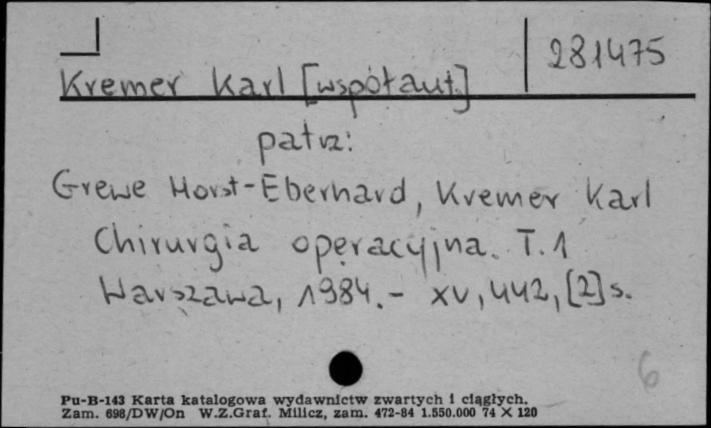 281475
Kremer Karl [współaut.]
patrz:
Grewe Horst-Eberhard, Kremer Karl
Chirurgia operacyjna. T.1
Warszawa, 1984.- XV, 442, [2] s.
6
Pu-B-143 Karta katalogowa wydawnictw zwartych i ciągłych.
Zam. 698/DW/On W.Z.Graf. Milicz, zam. 472-84 1.550.000 74 X 120